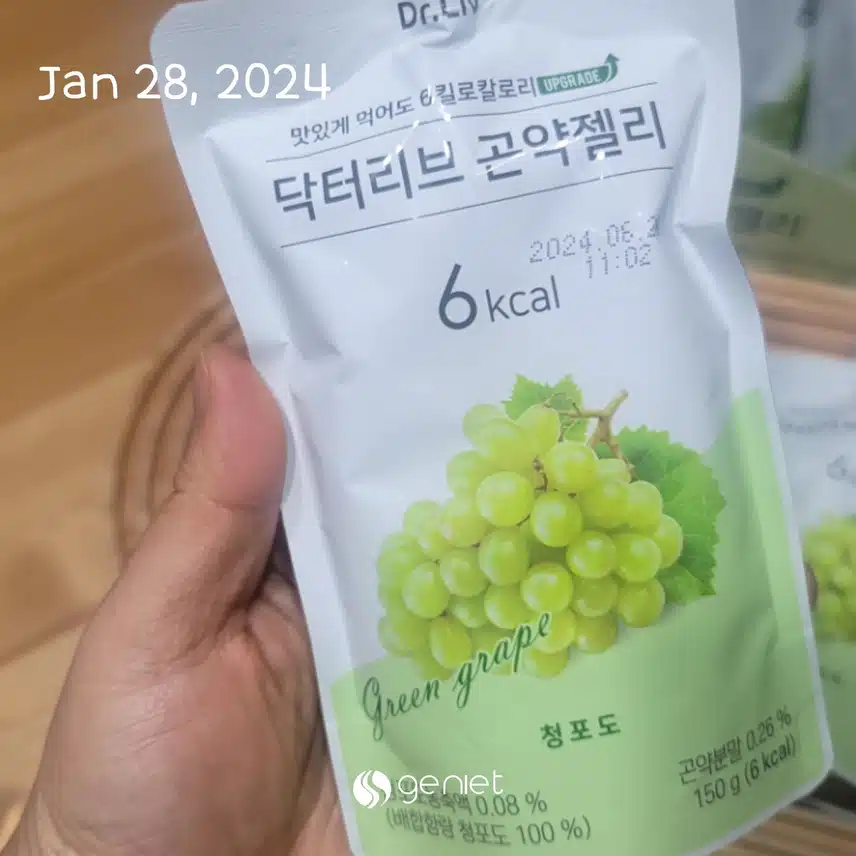 Jan 28, 2024
맛있게 먹어도 6킬로칼로리 UPGRADE
닥터리브 곤약젤리
11:02
6 kcal
Green grape
청포도
곤약분말 0.26 %
150 g (6 kcal)
geniet
0.08 %
(배합함량 청포도 100 %)